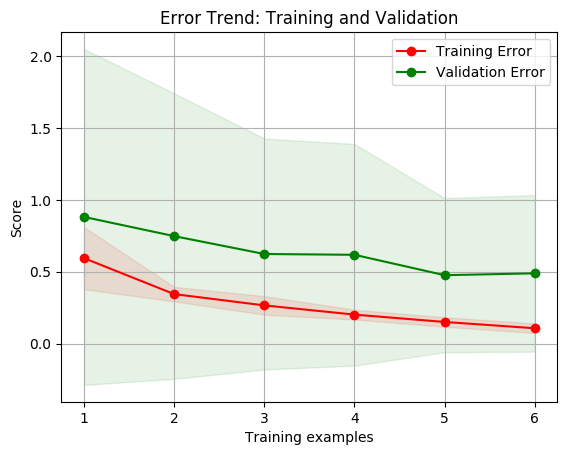 Error Trend: Training and Validation
Training Error
Validation Error
Score
2.0
1.5
1.0
0.5
0.0
1 2 3 4 5 6
Training examples